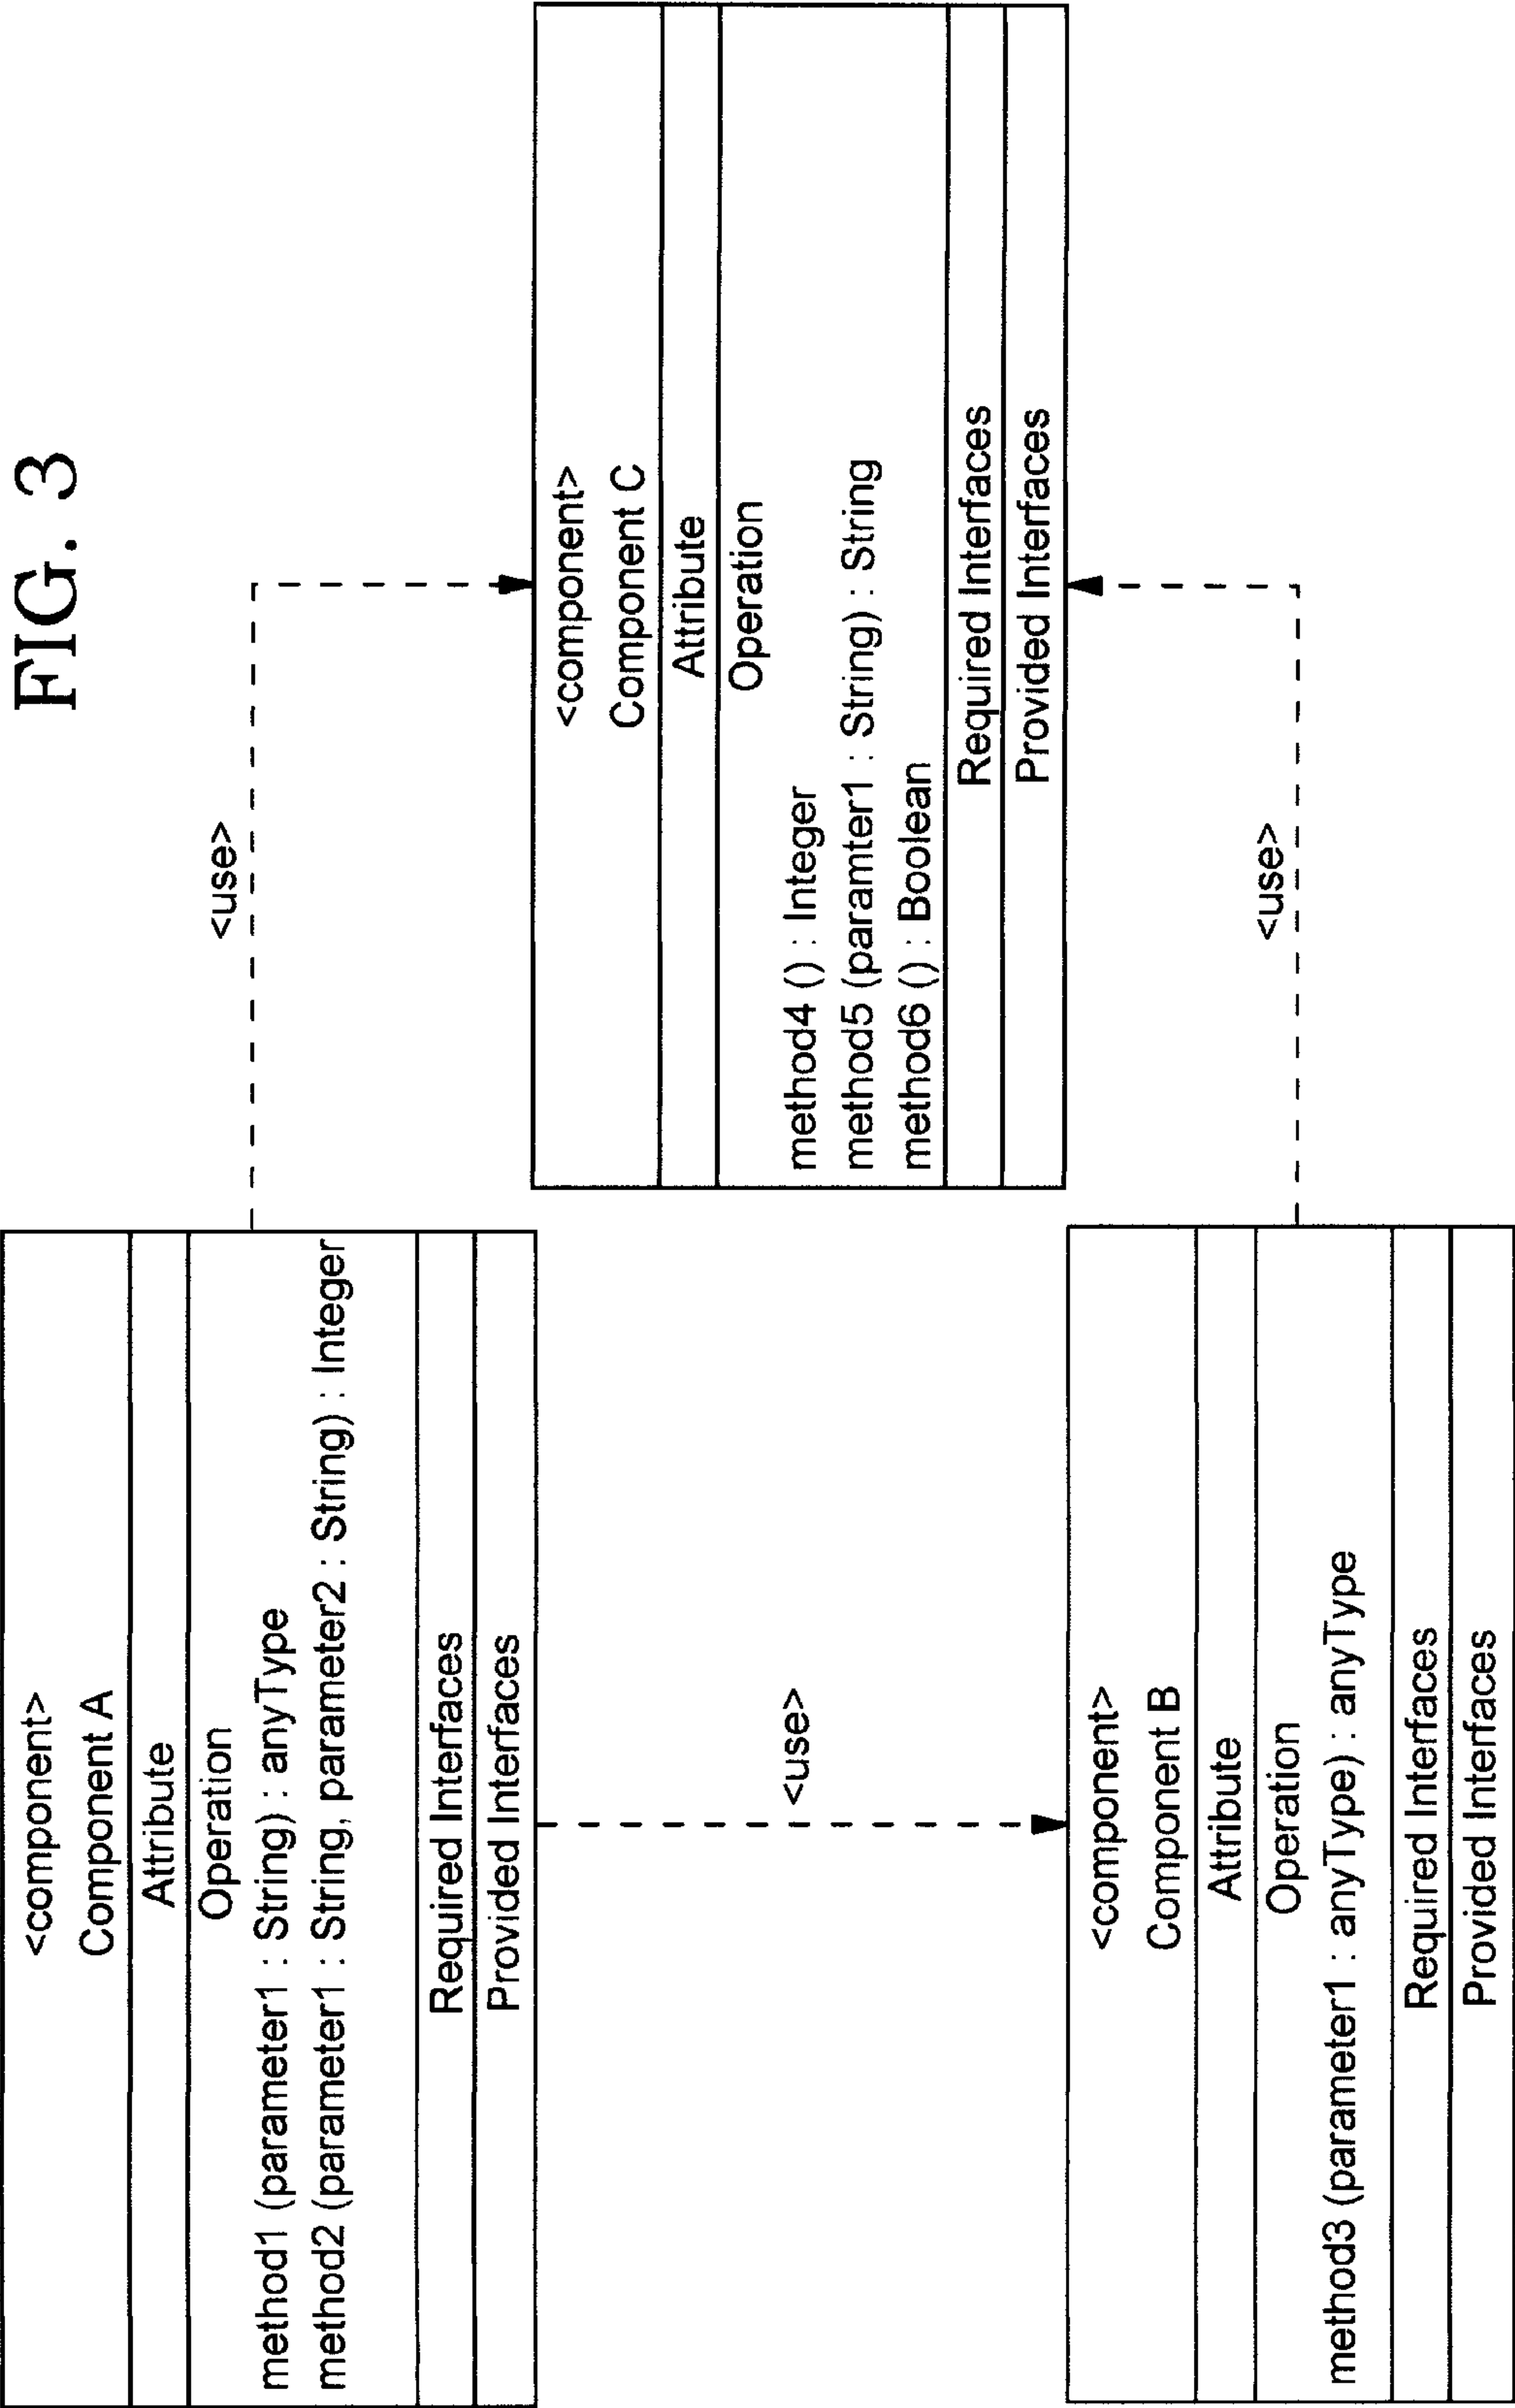 FIG. 3
<component>
Component A
Attribute
Operation
method1 (parameter1 : String) : anyType
method2 (parameter1 : String, parameter2 : String) : Integer
Required Interfaces
Provided Interfaces
<use>
<component>
Component C
Attribute
Operation
method4 () : Integer
method5 (paramter1 : String) : String
method6 () : Boolean
Required Interfaces
Provided Interfaces
<use>
<component>
Component B
Attribute
Operation
method3 (parameter1 : anyType) : anyType
Required Interfaces
Provided Interfaces
<use>